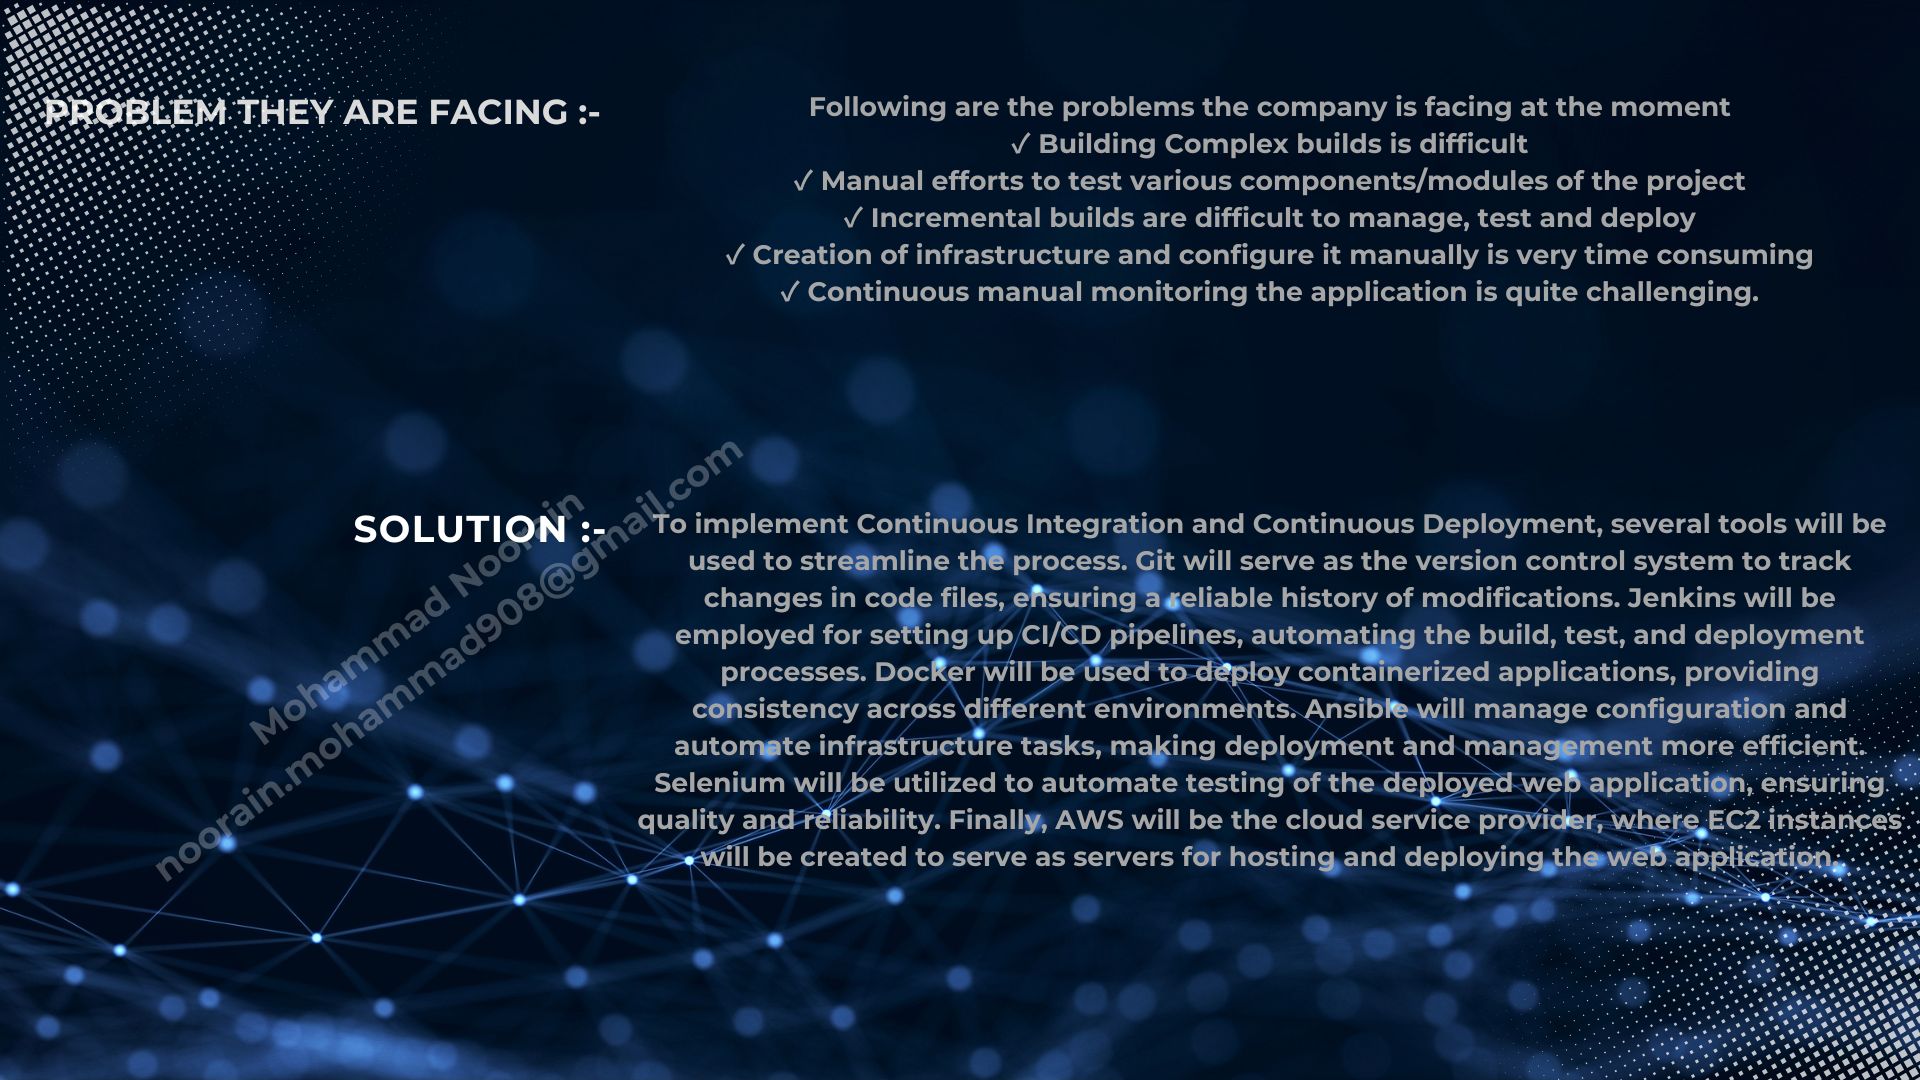 PROBLEM THEY ARE FACING :-
Following are the problems the company is facing at the moment
✓ Building Complex builds is difficult
✓ Manual efforts to test various components/modules of the project
✓ Incremental builds are difficult to manage, test and deploy
✓ Creation of infrastructure and configure it manually is very time consuming
✓ Continuous manual monitoring the application is quite challenging.
SOLUTION :-
To implement Continuous Integration and Continuous Deployment, several tools will be
used to streamline the process. Git will serve as the version control system to track
changes in code files, ensuring a reliable history of modifications. Jenkins will be
employed for setting up CI/CD pipelines, automating the build, test, and deployment
processes. Docker will be used to deploy containerized applications, providing
consistency across different environments. Ansible will manage configuration and
automate infrastructure tasks, making deployment and management more efficient.
Selenium will be utilized to automate testing of the deployed web application, ensuring
quality and reliability. Finally, AWS will be the cloud service provider, where EC2 instances
will be created to serve as servers for hosting and deploying the web application.
Mohammad Noorain
noorain.mohammad908@gmail.com